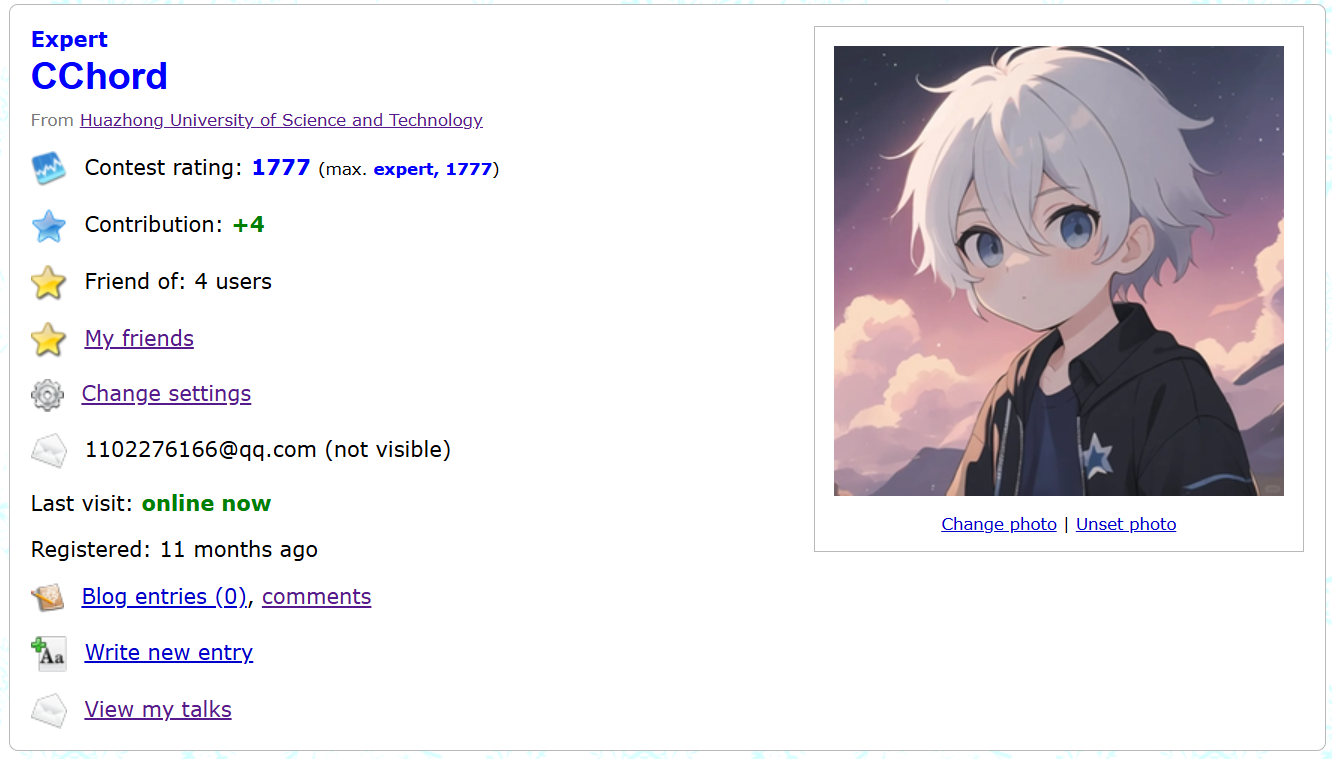 Expert
CChord
From Huazhong University of Science and Technology
Contest rating: 1777 (max. expert, 1777)
Contribution: +4
Friend of: 4 users
My friends
Change settings
1102276166@qq.com (not visible)
Last visit: online now
Registered: 11 months ago
Blog entries (0), comments
Aa Write new entry
View my talks
Change photo | Unset photo